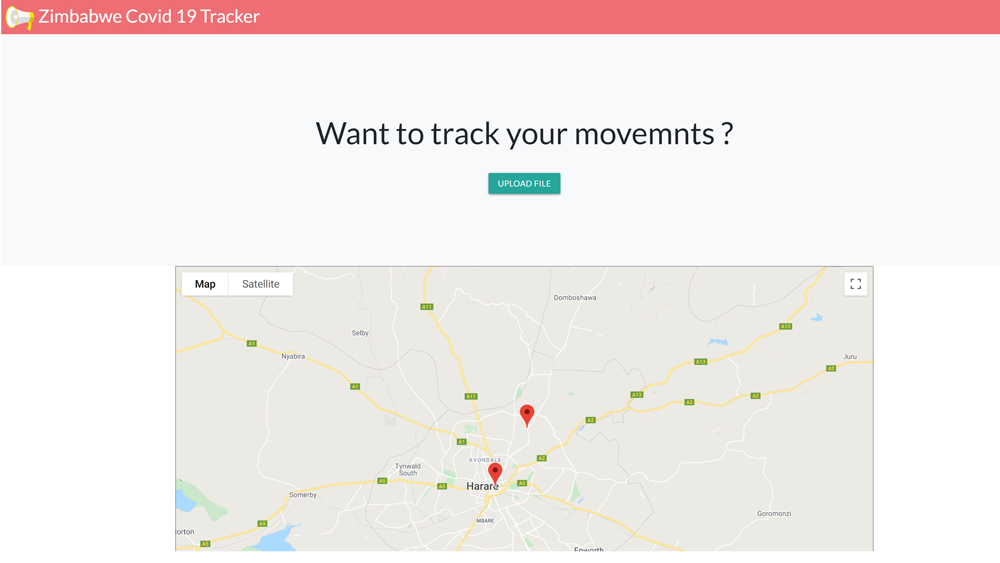 Zimbabwe Covid 19 Tracker
Want to track your movemnts ?
UPLOAD FILE
Map Satellite
Domboshawa
A11
A13
Selby
A1
Nyabira
Juru
A13
A2
A1
A11
A13
A2
A2
A2
A1
AVONDALE
A2
Tynwald
South
A5
A5
Harare
A3
Somerby
MBARE
Goromonzi
A5
orton
A5
Epworth